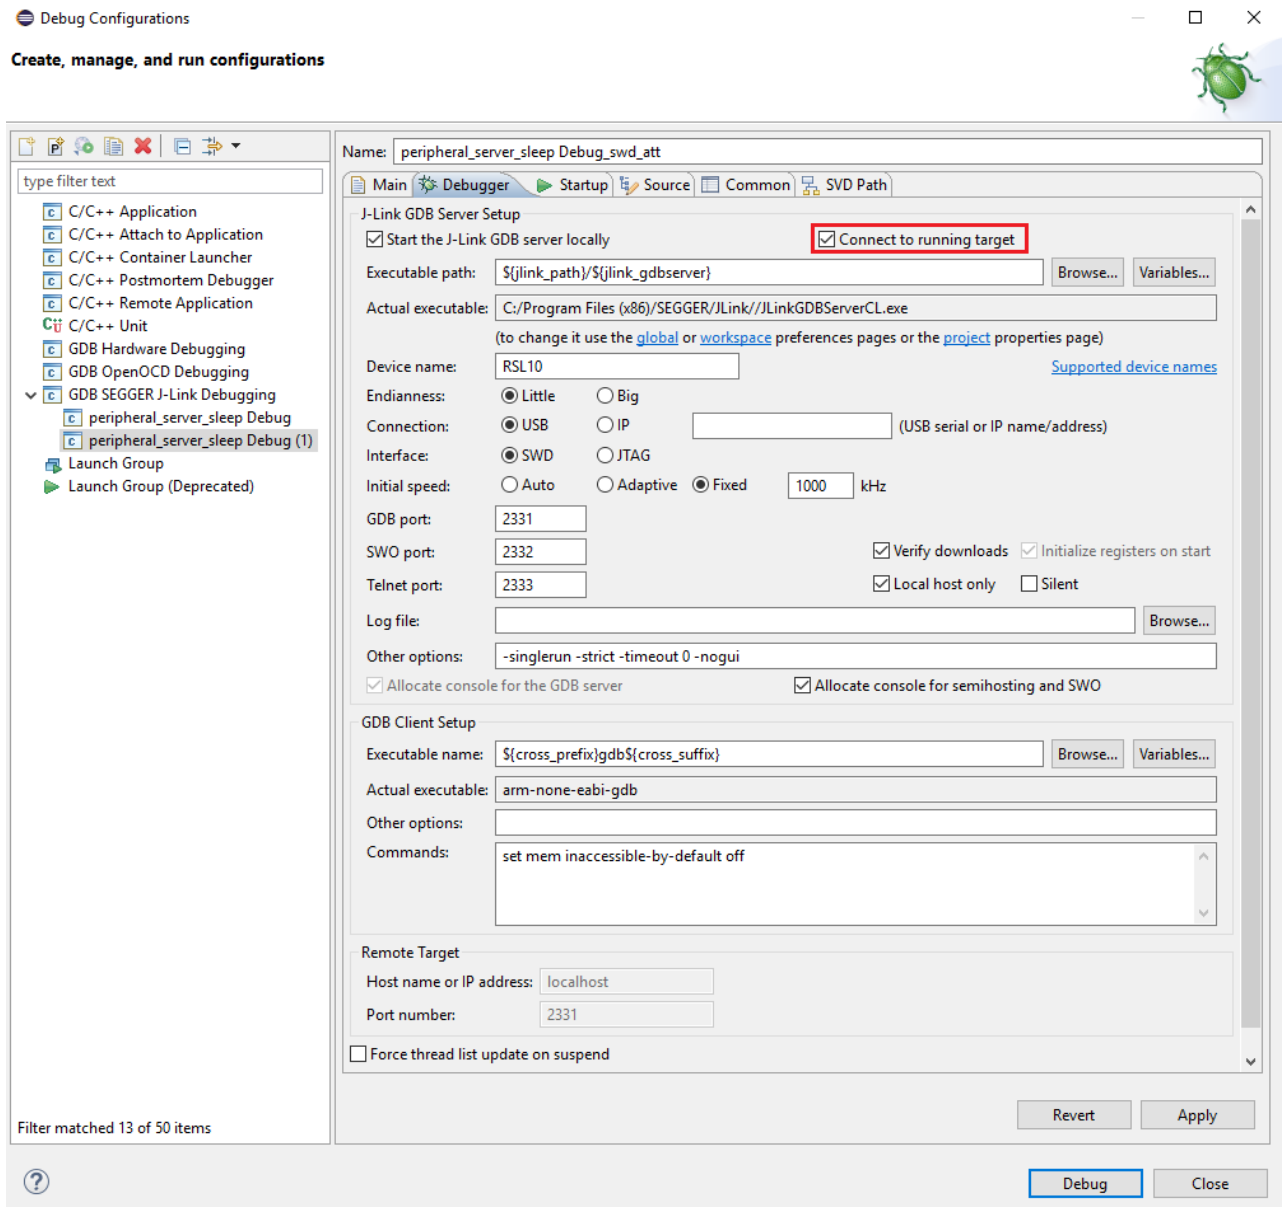 Debug Configurations
Create, manage, and run configurations
type filter text
C/C++ Application
C/C++ Attach to Application
C/C++ Container Launcher
C/C++ Postmortem Debugger
C/C++ Remote Application
C/C++ Unit
GDB Hardware Debugging
GDB OpenOCD Debugging
GDB SEGGER J-Link Debugging
peripheral_server_sleep Debug
peripheral_server_sleep Debug (1)
Launch Group
Launch Group (Deprecated)
Filter matched 13 of 50 items
Name: peripheral_server_sleep Debug_swd_att
Main Debugger Startup Source Common SVD Path
J-Link GDB Server Setup
Start the J-Link GDB server locally Connect to running target
Executable path: ${jlink_path}/${jlink_gdbserver} Browse... Variables...
Actual executable: C:/Program Files (x86)/SEGGER/JLink//JLinkGDBServerCL.exe
(to change it use the global or workspace preferences pages or the project properties page)
Device name: RSL10 Supported device names
Endianness: Little Big
Connection: USB IP (USB serial or IP name/address)
Interface: SWD JTAG
Initial speed: Auto Adaptive Fixed 1000 kHz
GDB port: 2331
SWO port: 2332 Verify downloads Initialize registers on start
Telnet port: 2333 Local host only Silent
Log file: Browse...
Other options: -singlerun -strict -timeout 0 -nogui
Allocate console for the GDB server Allocate console for semihosting and SWO
GDB Client Setup
Executable name: ${cross_prefix}gdb${cross_suffix} Browse... Variables...
Actual executable: arm-none-eabi-gdb
Other options:
Commands: set mem inaccessible-by-default off
Remote Target
Host name or IP address: localhost
Port number: 2331
Force thread list update on suspend
Revert Apply
? Debug Close